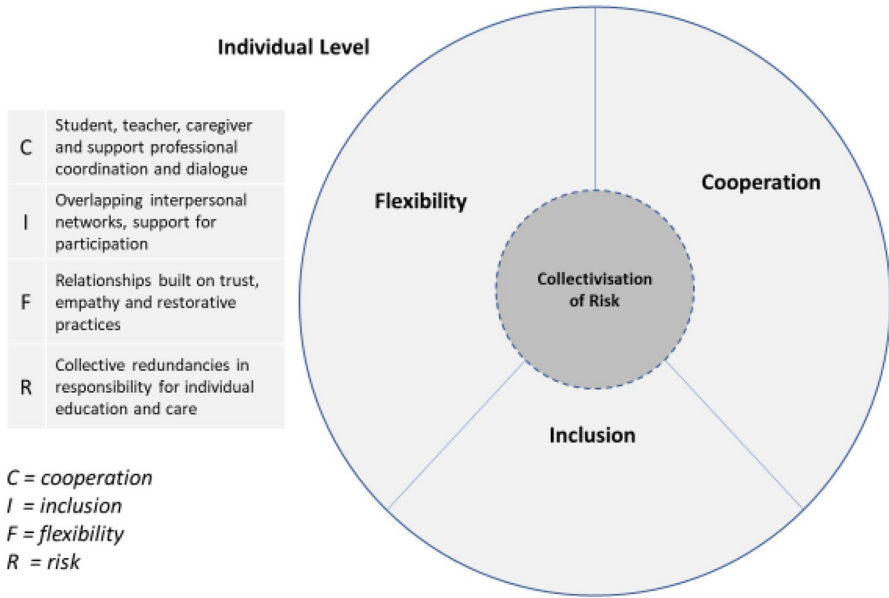 Individual Level
C
Student, teacher, caregiver
and support professional
coordination and dialogue
I
Overlapping interpersonal
networks, support for
participation
F
Relationships built on trust,
empathy and restorative
practices
R
Collective redundancies in
responsibility for individual
education and care
C = cooperation
I = inclusion
F = flexibility
R = risk
Flexibility
Cooperation
Collectivisation
of Risk
Inclusion